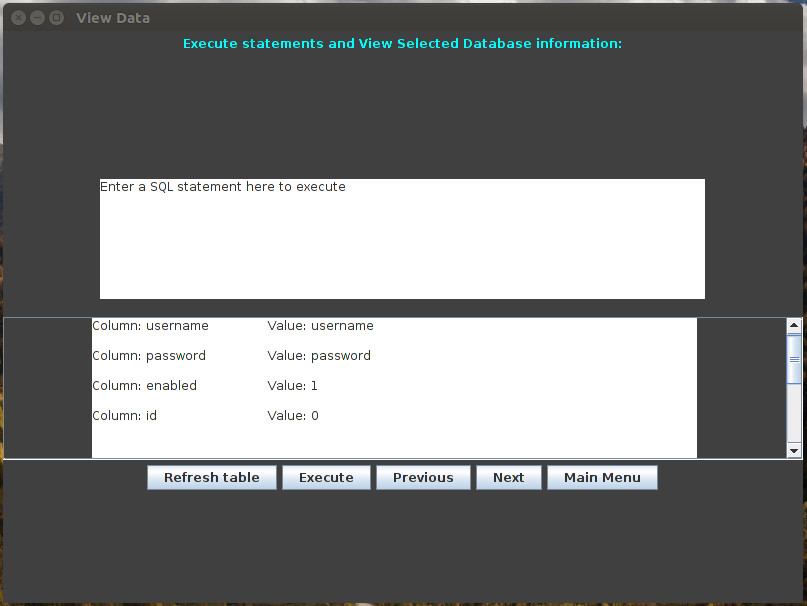 View Data
Execute statements and View Selected Database information:
Enter a SQL statement here to execute
Column: username Value: username
Column: password Value: password
Column: enabled Value: 1
Column: id Value: 0
Refresh table Execute Previous Next Main Menu